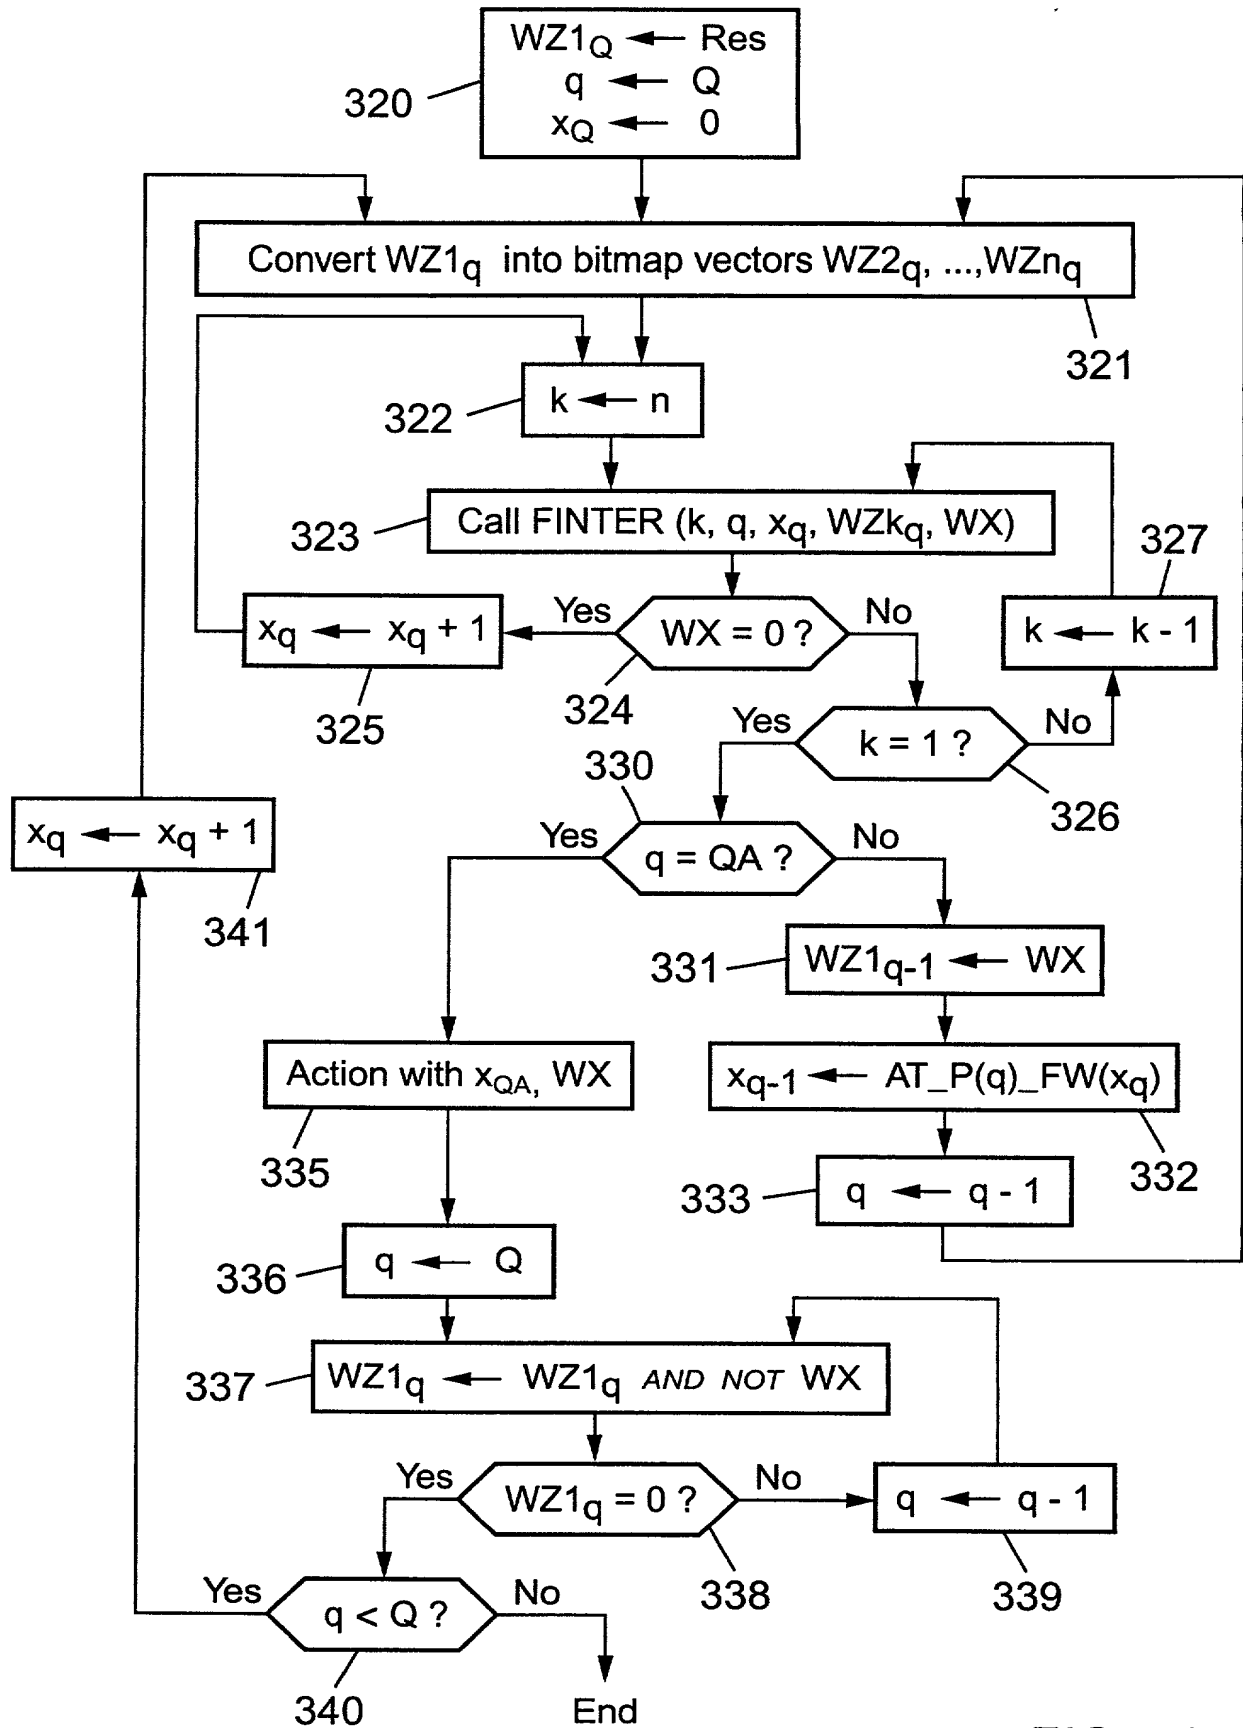 WZ1Q ← Res
q ← Q
xQ ← 0
320
Convert WZ1q into bitmap vectors WZ2q, ...,WZnq
321
k ← n
322
Call FINTER (k, q, xq, WZkq, WX)
323
327
Yes
No
xq ← xq + 1
WX = 0 ?
k ← k - 1
324
325
Yes
No
k = 1 ?
330
326
xq ← xq + 1
Yes
No
q = QA ?
341
WZ1q-1 ← WX
331
Action with xQA, WX
xq-1 ← AT_P(q)_FW(xq)
335
332
q ← q - 1
333
q ← Q
336
WZ1q ← WZ1q AND NOT WX
337
Yes
No
WZ1q = 0 ?
q ← q - 1
338
339
Yes
No
q < Q ?
340
End